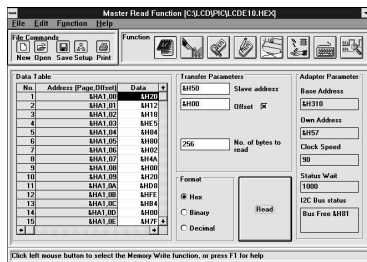 Master Read Function [C:\LCD\PIC\LCDE10.HEX]
File Edit Function Help
File Commands
New Open Save Setup Print
Function
Data Table
No. Address (Page,Offset) Data
1 &HA1,00 &H20
2 &HA1,01 &H12
3 &HA1,02 &H18
4 &HA1,03 &HE5
5 &HA1,04 &H84
6 &HA1,05 &H80
7 &HA1,06 &H02
8 &HA1,07 &H4A
9 &HA1,08 &H00
10 &HA1,09 &H20
11 &HA1,0A &HD8
12 &HA1,0B &HFE
13 &HA1,0C &HB4
14 &HA1,0D &H00
15 &HA1,0E &H7F
Transfer Parameters
&H50 Slave address
&H00 Offset
256 No. of bytes to
read
Format
Hex
Binary
Decimal
Read
Adapter Parameter
Base Address
&H310
Own Address
&H57
Clock Speed
90
Status Wait
1000
I2C Bus status
Bus Free &H81
Click left mouse button to select the Memory Write function, or press F1 for help